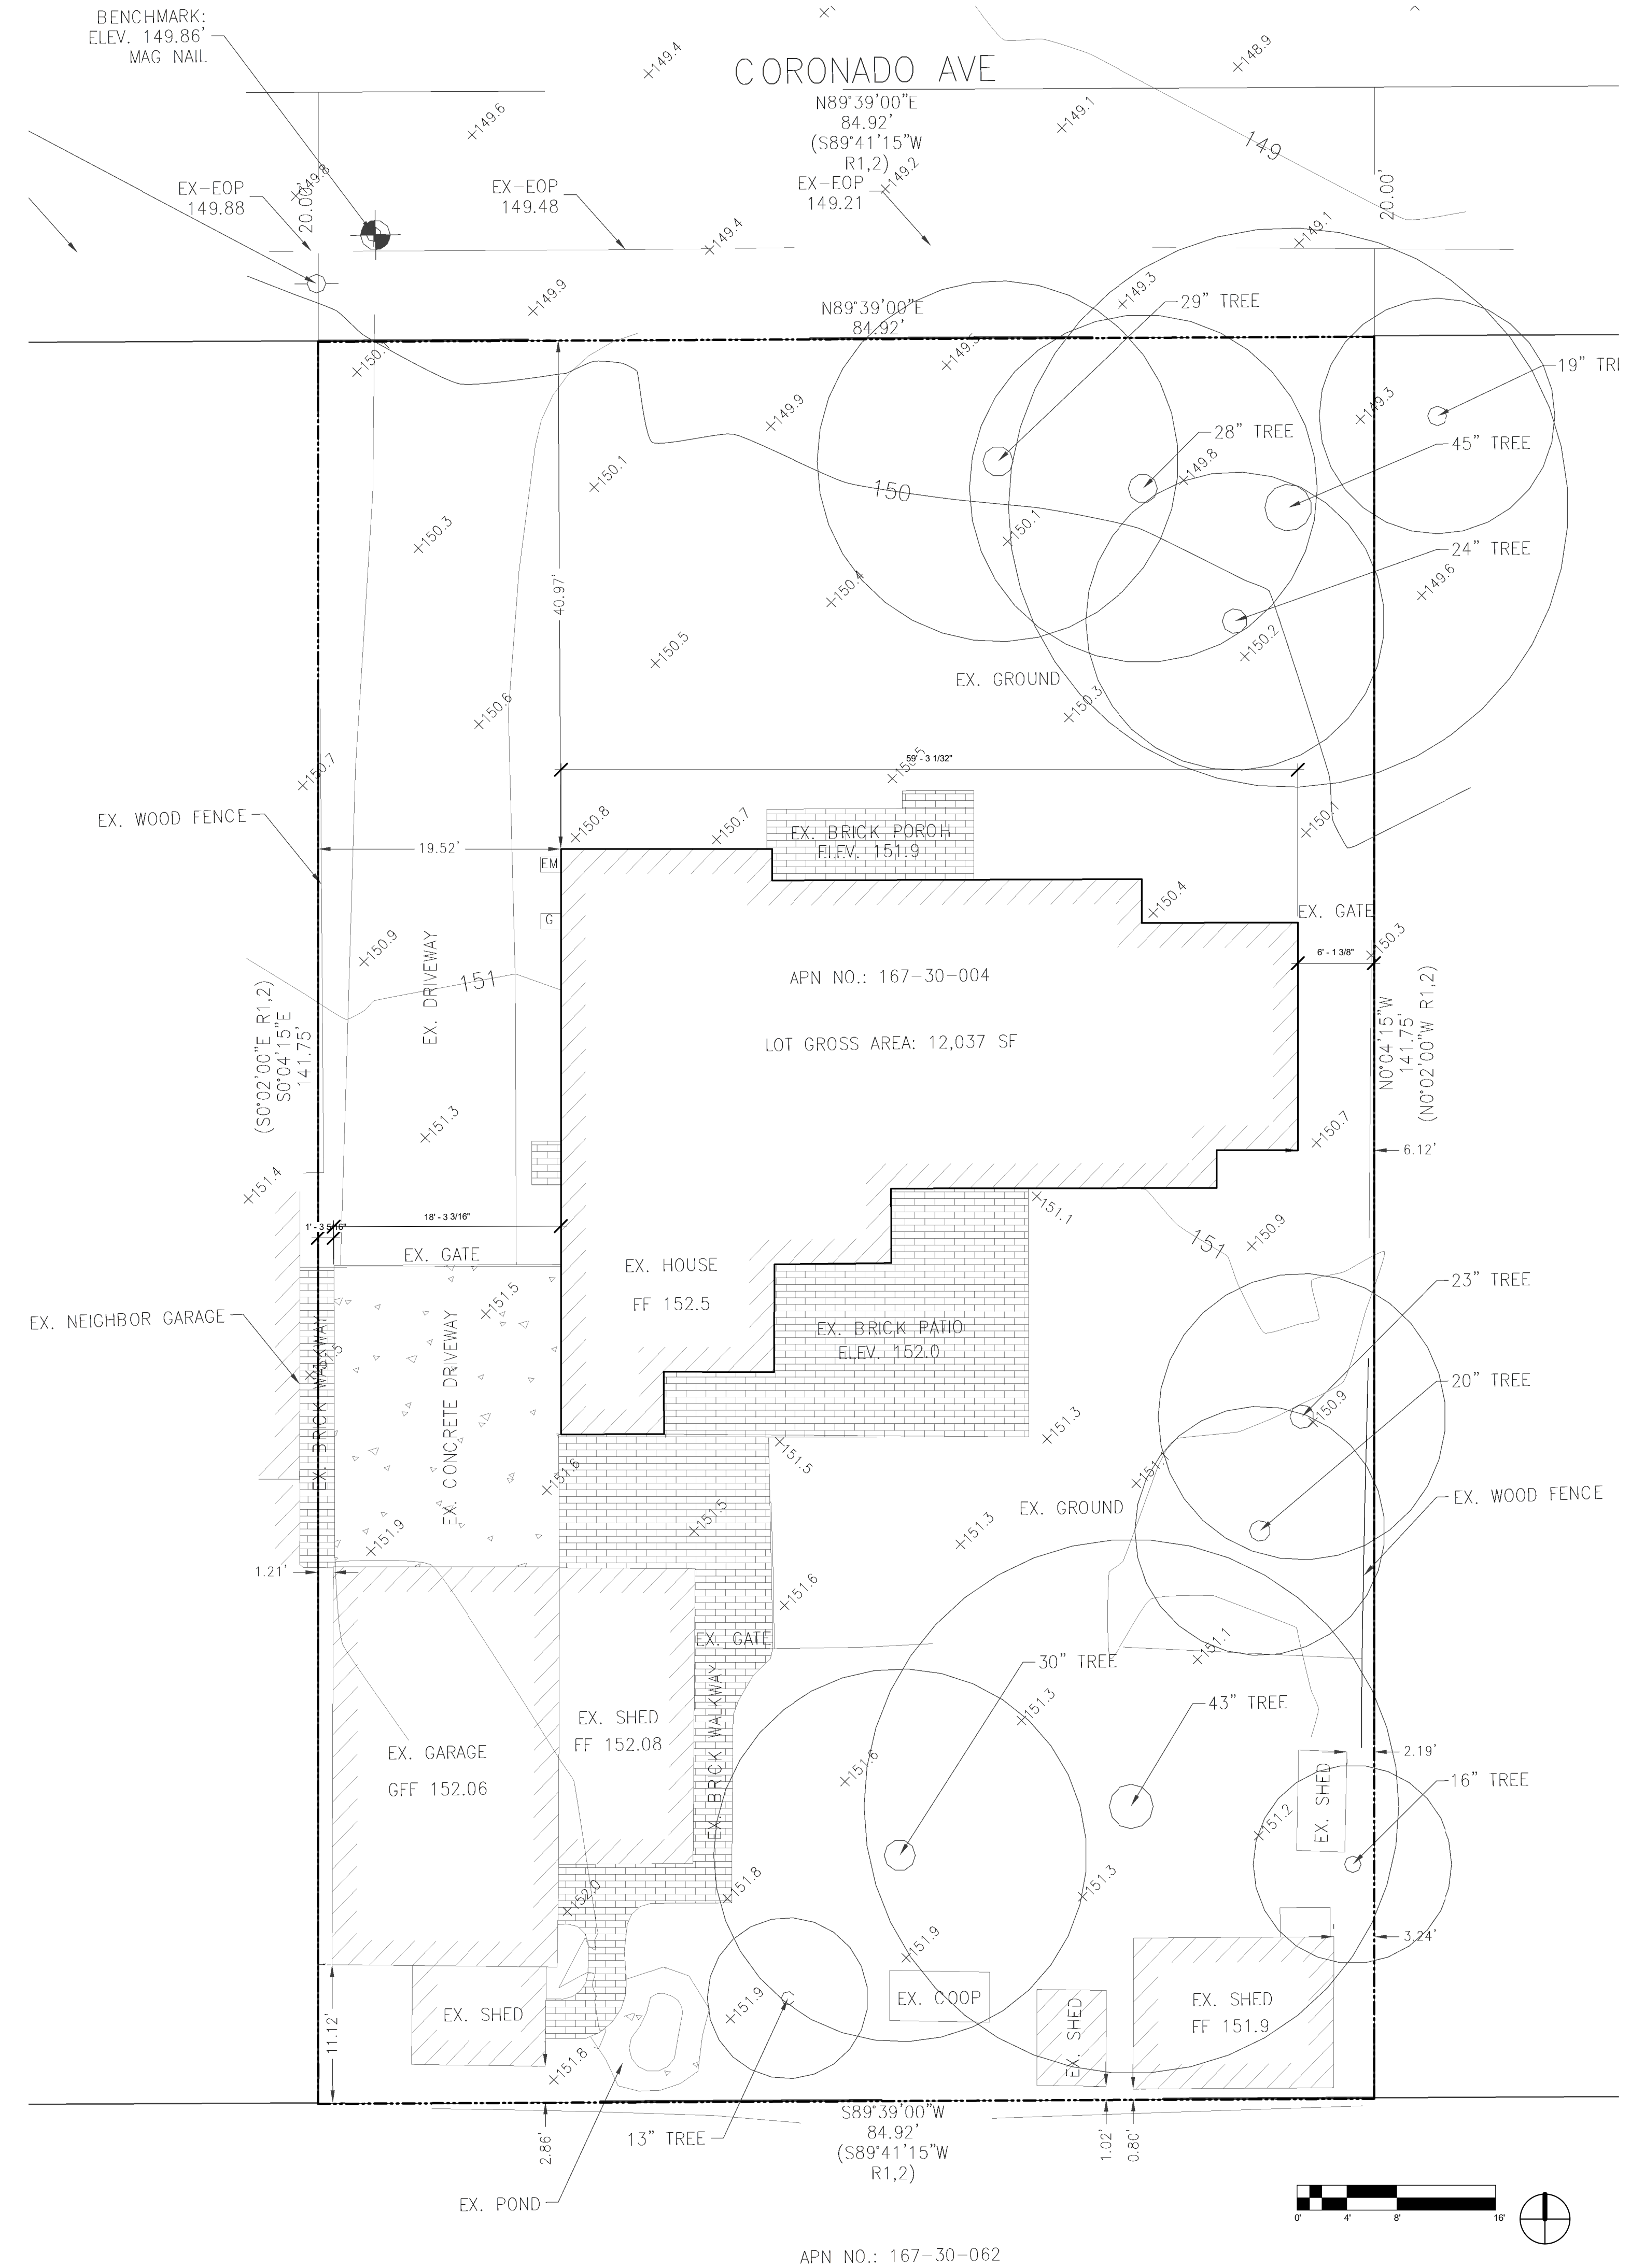 BENCHMARK:
ELEV. 149.86'
MAG NAIL
CORONADO AVE
N89°39'00"E
84.92'
(S89°41'15"W
R1,2)
+149.4
+148.9
+149.6
+149.1
149
+149.8
+149.2
20.00'
20.00'
EX-EOP
149.88
EX-EOP
149.48
EX-EOP
149.21
+149.4
+149.1
+149.9
+149.3
N89°39'00"E
84.92'
29" TREE
19"
+149.9
+149.3
28" TREE
45" TREE
+149.8
+150.1
150
+150.3
+150.1
24" TREE
+149.6
+150.4
40.97'
+150.5
+150.2
EX. GROUND
+150.6
+150.3
+150.7
59' - 3 1/32"
EX. WOOD FENCE
+150.8
+150.7
EX. BRICK PORCH
ELEV. 151.9
+150.1
19.52'
EM
G
+150.4
EX. GATE
+150.3
6' - 1 3/8"
+150.9
EX. DRIVEWAY
151
APN NO.: 167-30-004
LOT GROSS AREA: 12,037 SF
(S0°02'00"E R1,2)
S0°04'15"E
141.75'
N0°04'15"W
141.75'
(N0°02'00"W R1,2)
+151.3
+150.7
6.12'
+151.4
+151.1
1' - 3 5/16"
18' - 3 3/16"
EX. GATE
151
+150.9
EX. HOUSE
FF 152.5
23" TREE
+151.5
EX. NEIGHBOR GARAGE
EX. BRICK WALKWAY
EX. CONCRETE DRIVEWAY
EX. BRICK PATIO
ELEV. 152.0
20" TREE
+150.9
+151.3
+151.5
+151.6
EX. GROUND
EX. WOOD FENCE
+151.5
+151.3
+151.9
1.21'
+151.6
EX. GATE
+151.1
30" TREE
+151.3
43" TREE
EX. SHED
FF 152.08
EX. BRICK WALKWAY
EX. GARAGE
GFF 152.06
+151.6
2.19'
16" TREE
EX. SHED
+151.2
+151.8
+152.0
+151.3
+151.9
3.24'
EX. COOP
EX. SHED
EX. SHED
FF 151.9
EX. SHED
+151.9
11.12'
+151.8
S89°39'00"W
84.92'
(S89°41'15"W
R1,2)
2.86'
13" TREE
1.02'
0.80'
EX. POND
0' 4' 8' 16'
APN NO.: 167-30-062